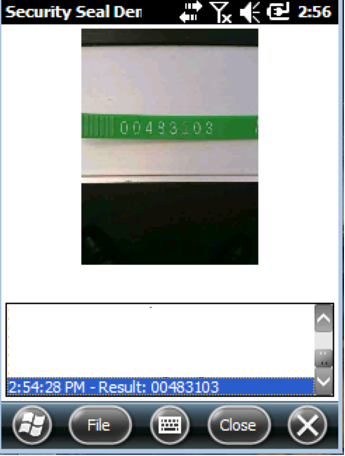 Security Seal Den 2:56
00483103
2:54:28 PM - Result: 00483103
File Close